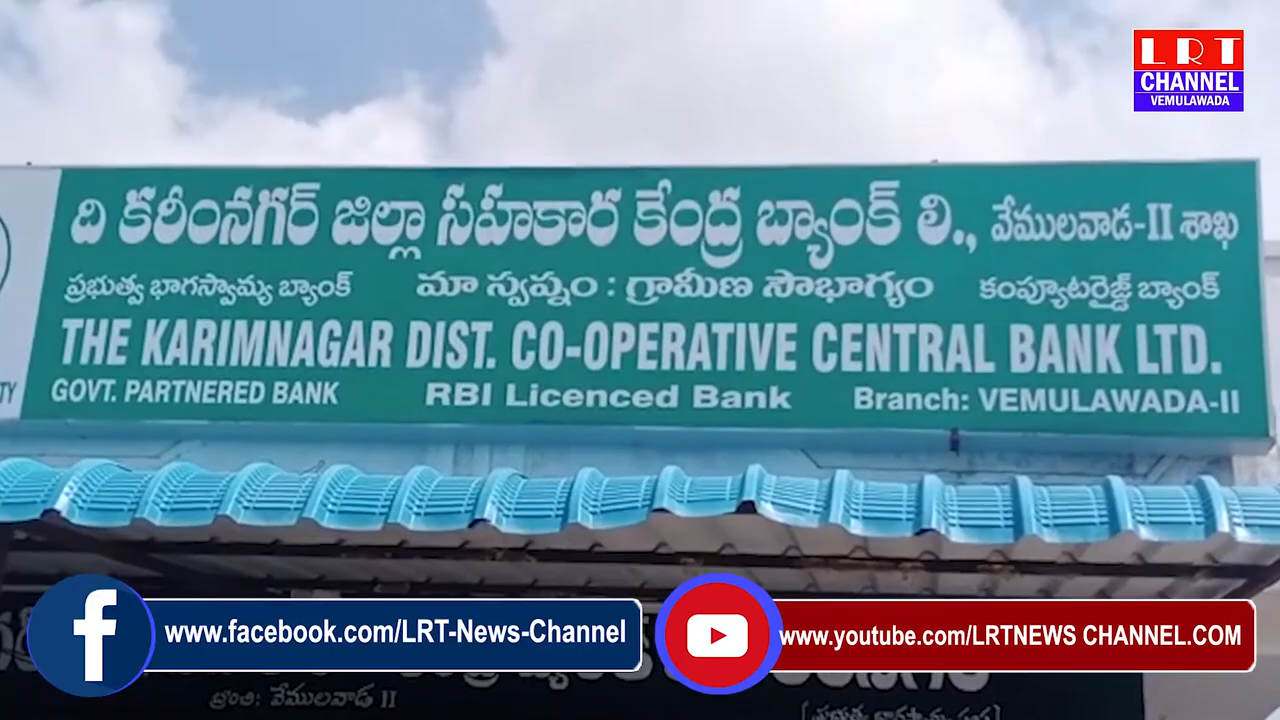 L R T
CHANNEL
VEMULAWADA
ది కరీంనగర్ జిల్లా సహకార కేంద్ర బ్యాంక్ లి., వేములవాడ-II శాఖ
ప్రభుత్వ భాగస్వామ్య బ్యాంక్ మా స్వప్నం : గ్రామీణ సౌభాగ్యం కంప్యూటరైజ్డ్ బ్యాంక్
THE KARIMNAGAR DIST. CO-OPERATIVE CENTRAL BANK LTD.
GOVT. PARTNERED BANK RBI Licenced Bank Branch: VEMULAWADA-II
www.facebook.com/LRT-News-Channel
www.youtube.com/LRTNEWS CHANNEL.COM
బ్రాంచి: వేములవాడ II